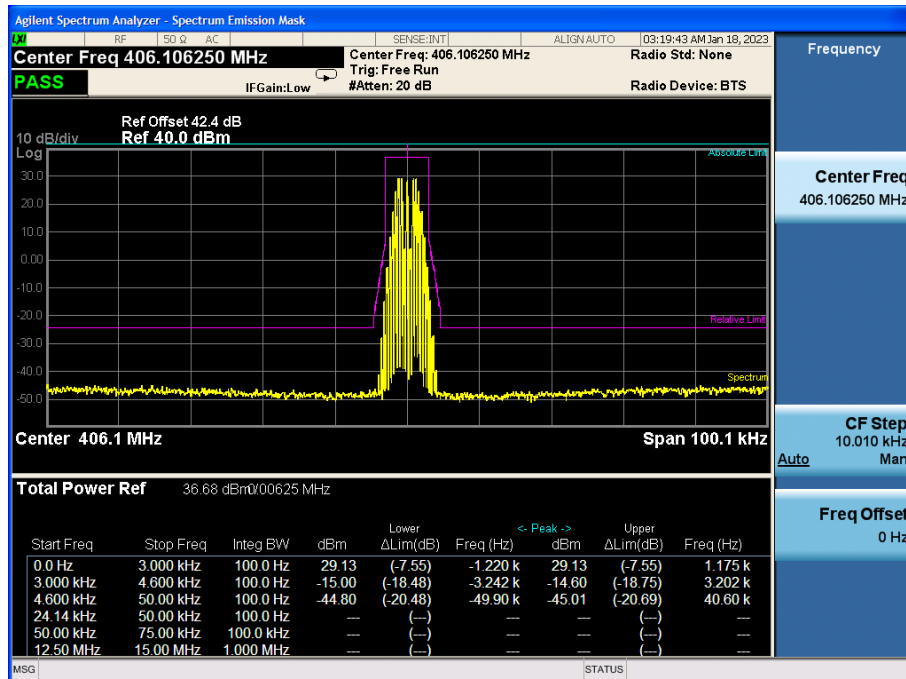 Agilent Spectrum Analyzer - Spectrum Emission Mask
LXI RF 50 Ω AC SENSE:INT ALIGN AUTO 03:19:43 AM Jan 18, 2023
Center Freq 406.106250 MHz
Center Freq: 406.106250 MHz
Radio Std: None
Trig: Free Run
PASS
IFGain:Low
#Atten: 20 dB
Radio Device: BTS
Frequency
Ref Offset 42.4 dB
10 dB/div
Ref 40.0 dBm
Log
Absolute Limit
30.0
20.0
10.0
0.00
-10.0
-20.0
Relative Limit
-30.0
-40.0
Spectrum
-50.0
Center 406.1 MHz
Span 100.1 kHz
Center Freq
406.106250 MHz
CF Step
10.010 kHz
Auto Man
Freq Offset
0 Hz
Total Power Ref 36.68 dBm/0/00625 MHz
Lower <- Peak -> Upper
Start Freq Stop Freq Integ BW dBm ΔLim(dB) Freq (Hz) dBm ΔLim(dB) Freq (Hz)
0.0 Hz 3.000 kHz 100.0 Hz 29.13 (-7.55) -1.220 k 29.13 (-7.55) 1.175 k
3.000 kHz 4.600 kHz 100.0 Hz -15.00 (-18.48) -3.242 k -14.60 (-18.75) 3.202 k
4.600 kHz 50.00 kHz 100.0 Hz -44.80 (-20.48) -49.90 k -45.01 (-20.69) 40.60 k
24.14 kHz 50.00 kHz 100.0 Hz --- (---) --- --- (---) ---
50.00 kHz 75.00 kHz 100.0 kHz --- (---) --- --- (---) ---
12.50 MHz 15.00 MHz 1.000 MHz --- (---) --- --- (---) ---
MSG STATUS